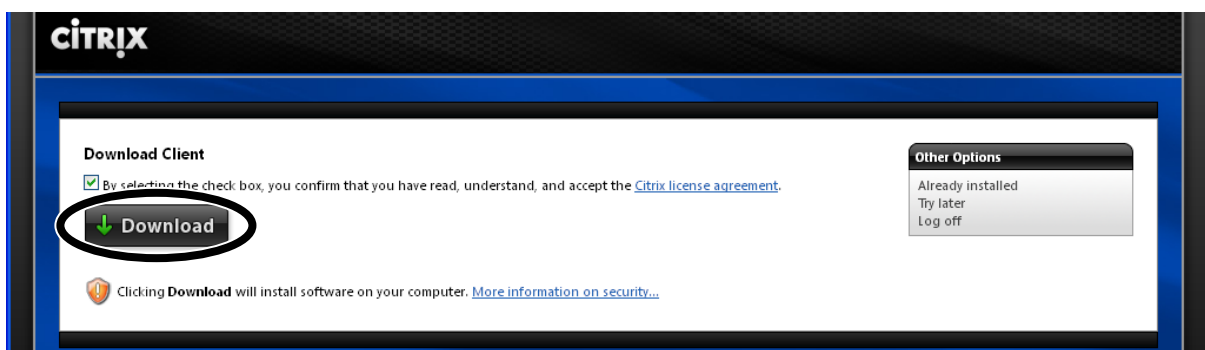 CİTRỊX
Download Client
By selecting the check box, you confirm that you have read, understand, and accept the Citrix license agreement.
Download
Clicking Download will install software on your computer. More information on security...
Other Options
Already installed
Try later
Log off